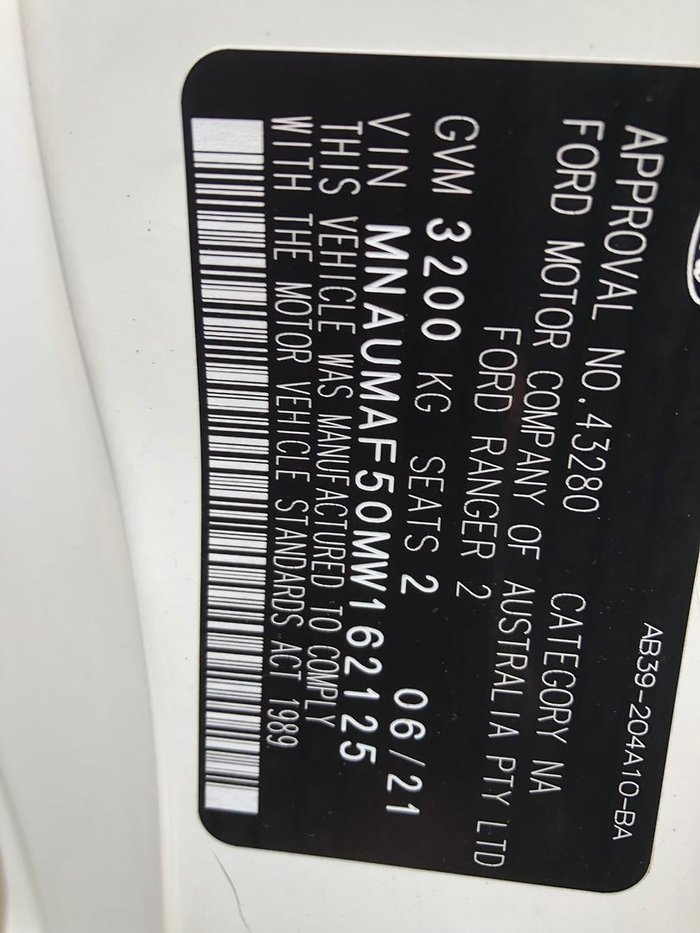 AB39-204A10-BA
APPROVAL NO.43280 CATEGORY NA
FORD MOTOR COMPANY OF AUSTRALIA PTY LTD
FORD RANGER 2
GVM 3200 KG SEATS 2 06/21
VIN MNAUMAF50MW162125
THIS VEHICLE WAS MANUFACTURED TO COMPLY
WITH THE MOTOR VEHICLE STANDARDS ACT 1989